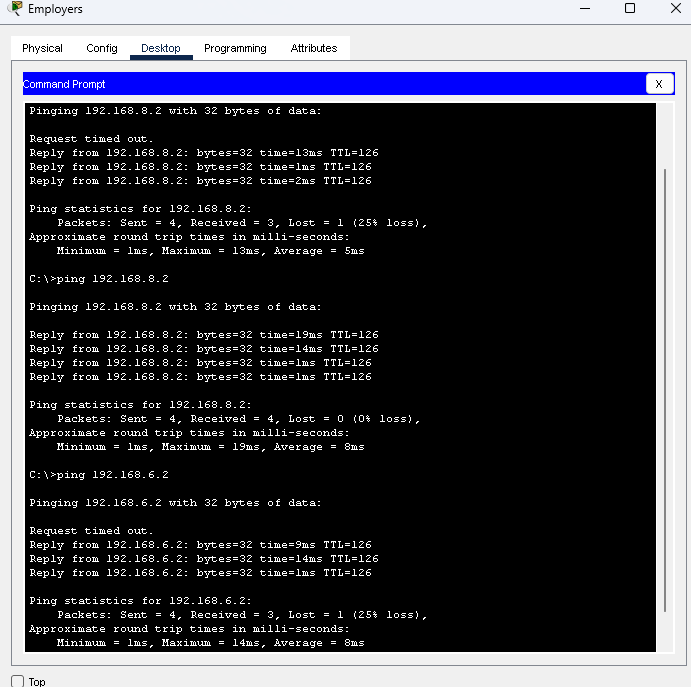 Employers
Physical Config Desktop Programming Attributes
Command Prompt X
Pinging 192.168.8.2 with 32 bytes of data:
Request timed out.
Reply from 192.168.8.2: bytes=32 time=13ms TTL=126
Reply from 192.168.8.2: bytes=32 time=1ms TTL=126
Reply from 192.168.8.2: bytes=32 time=2ms TTL=126
Ping statistics for 192.168.8.2:
Packets: Sent = 4, Received = 3, Lost = 1 (25% loss),
Approximate round trip times in milli-seconds:
Minimum = 1ms, Maximum = 13ms, Average = 5ms
C:\>ping 192.168.8.2
Pinging 192.168.8.2 with 32 bytes of data:
Reply from 192.168.8.2: bytes=32 time=19ms TTL=126
Reply from 192.168.8.2: bytes=32 time=14ms TTL=126
Reply from 192.168.8.2: bytes=32 time=1ms TTL=126
Reply from 192.168.8.2: bytes=32 time=1ms TTL=126
Ping statistics for 192.168.8.2:
Packets: Sent = 4, Received = 4, Lost = 0 (0% loss),
Approximate round trip times in milli-seconds:
Minimum = 1ms, Maximum = 19ms, Average = 8ms
C:\>ping 192.168.6.2
Pinging 192.168.6.2 with 32 bytes of data:
Request timed out.
Reply from 192.168.6.2: bytes=32 time=9ms TTL=126
Reply from 192.168.6.2: bytes=32 time=14ms TTL=126
Reply from 192.168.6.2: bytes=32 time=1ms TTL=126
Ping statistics for 192.168.6.2:
Packets: Sent = 4, Received = 3, Lost = 1 (25% loss),
Approximate round trip times in milli-seconds:
Minimum = 1ms, Maximum = 14ms, Average = 8ms
Top